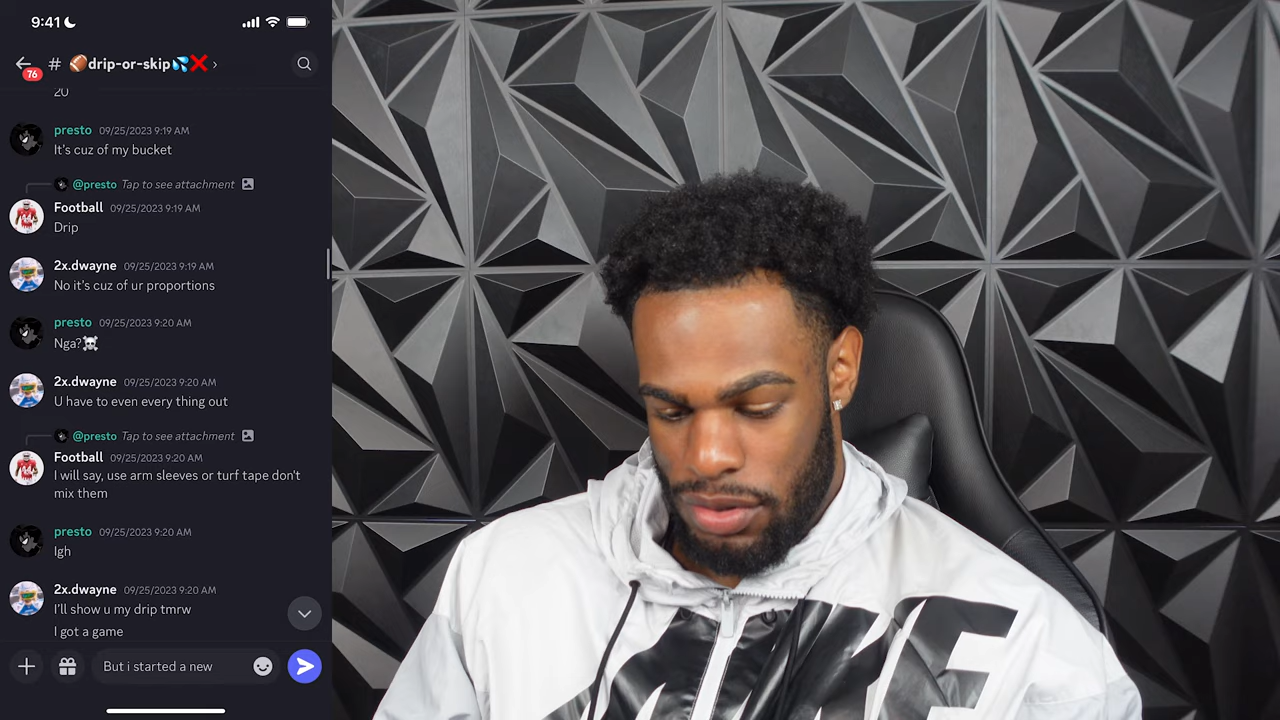 9:41
76
# 🏈drip-or-skip💦❌ ›
20
presto 09/25/2023 9:19 AM
It's cuz of my bucket
@presto Tap to see attachment
Football 09/25/2023 9:19 AM
Drip
2x.dwayne 09/25/2023 9:19 AM
No it's cuz of ur proportions
presto 09/25/2023 9:20 AM
Nga?☠️
2x.dwayne 09/25/2023 9:20 AM
U have to even every thing out
@presto Tap to see attachment
Football 09/25/2023 9:20 AM
I will say, use arm sleeves or turf tape don't
mix them
presto 09/25/2023 9:20 AM
Igh
2x.dwayne 09/25/2023 9:20 AM
I'll show u my drip tmrw
I got a game
But i started a new